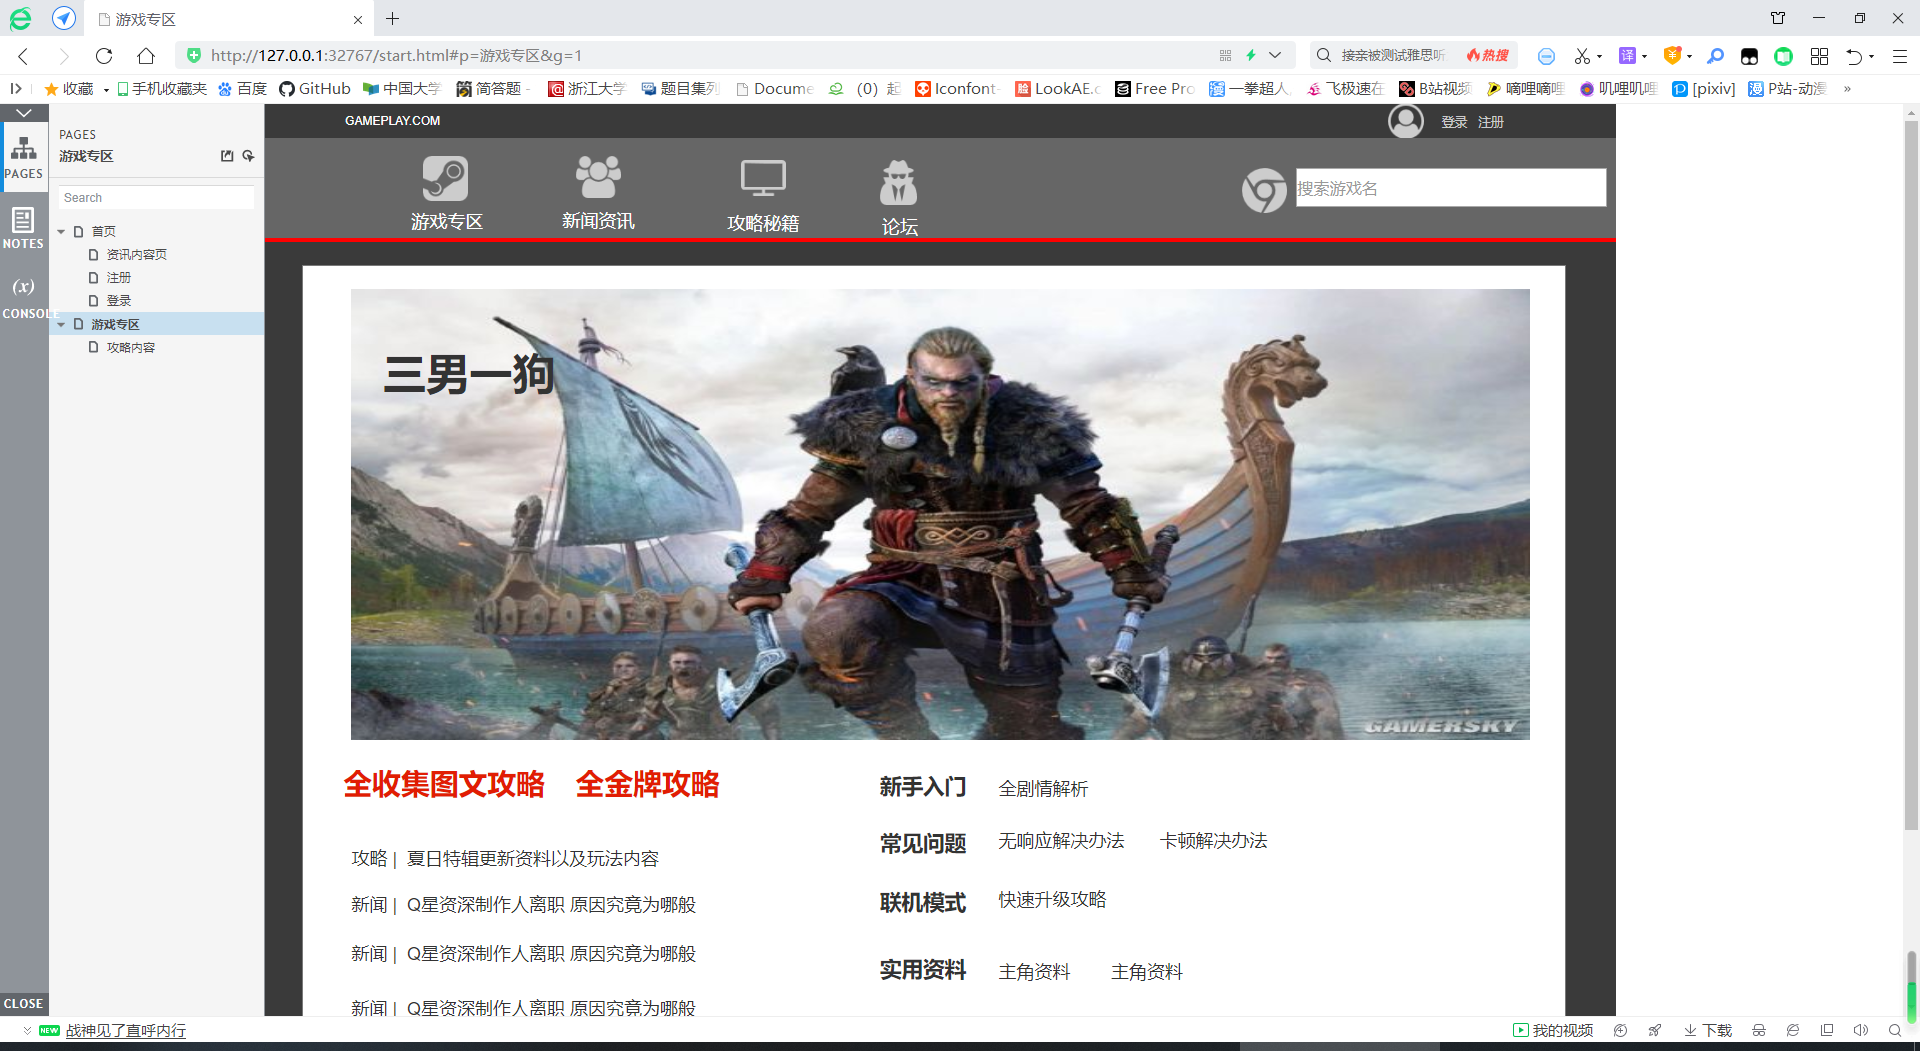 游戏专区
http://127.0.0.1:32767/start.html#p=游戏专区&g=1
接亲被测试雅思听
热搜
收藏
手机收藏夹
百度
GitHub
中国大学
简答题 -
浙江大学
题目集列
Docume
(0) 起
Iconfont-
LookAE.c
Free Pro
一拳超人
飞极速在
B站视频
嘀哩嘀哩
叽哩叽哩
[pixiv]
P站-动漫
»
PAGES
NOTES
(x)
CONSOLE
CLOSE
PAGES
游戏专区
Search
首页
资讯内容页
注册
登录
游戏专区
攻略内容
GAMEPLAY.COM
登录 注册
游戏专区
新闻资讯
攻略秘籍
论坛
搜索游戏名
三男一狗
GAMERSKY
全收集图文攻略 全金牌攻略
攻略 | 夏日特辑更新资料以及玩法内容
新闻 | Q星资深制作人离职 原因究竟为哪般
新闻 | Q星资深制作人离职 原因究竟为哪般
新闻 | Q星资深制作人离职 原因究竟为哪般
新手入门 全剧情解析
常见问题 无响应解决办法 卡顿解决办法
联机模式 快速升级攻略
实用资料 主角资料 主角资料
NEW 战神见了直呼内行
我的视频
下载